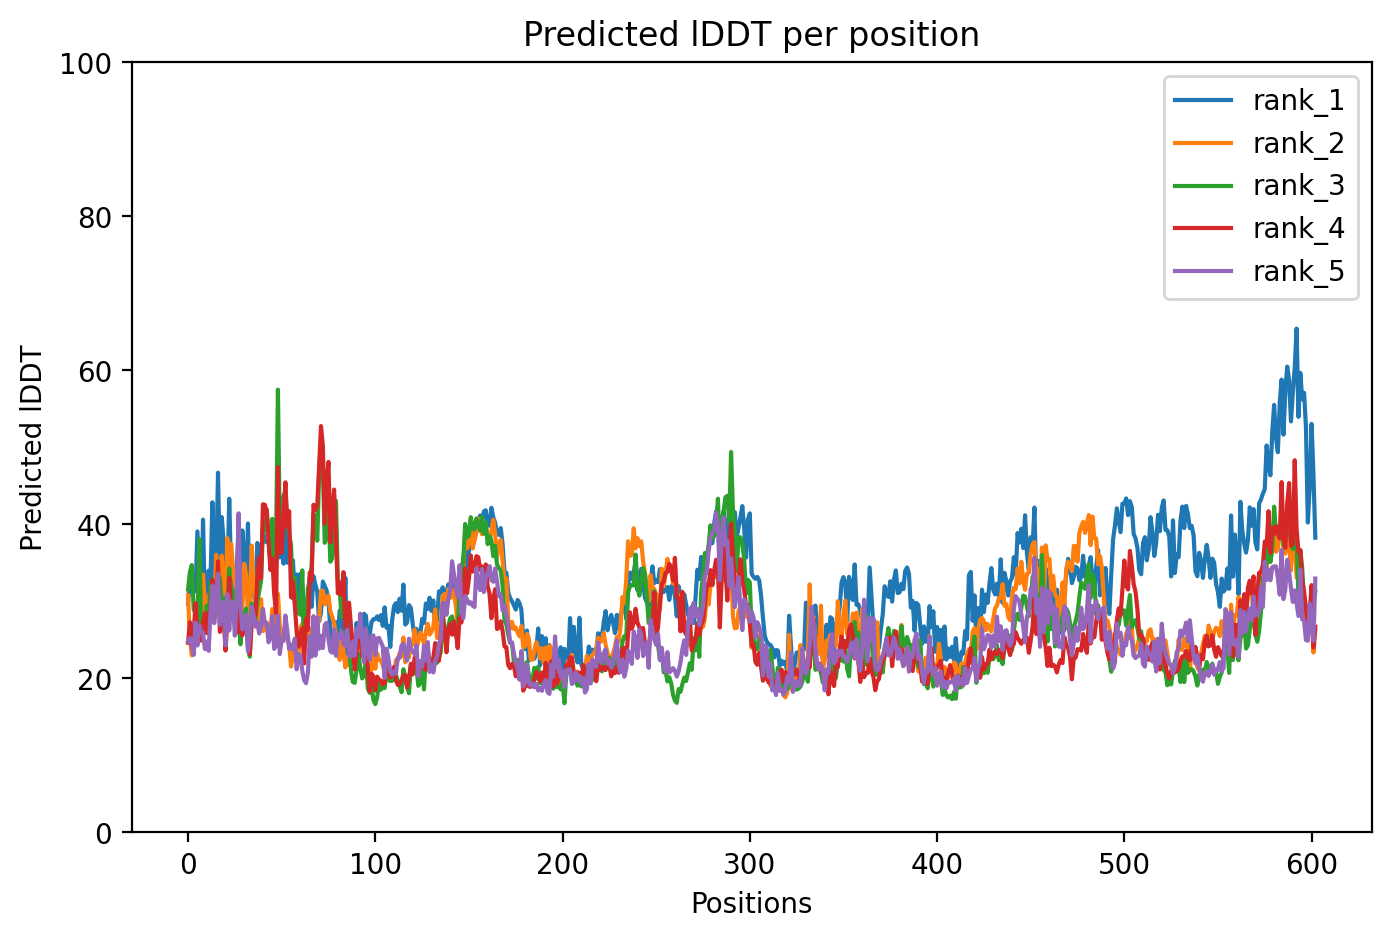 Predicted lDDT per position
100
80
60
40
20
0
Predicted lDDT
rank_1
rank_2
rank_3
rank_4
rank_5
0 100 200 300 400 500 600
Positions